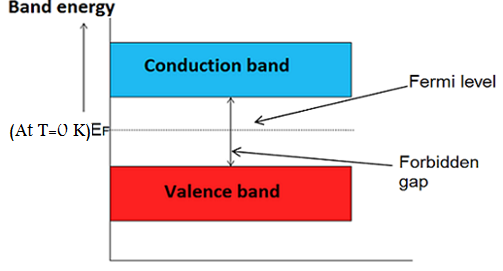 Band energy
Conduction band
Fermi level
(At T=0 K)EF
Forbidden
gap
Valence band